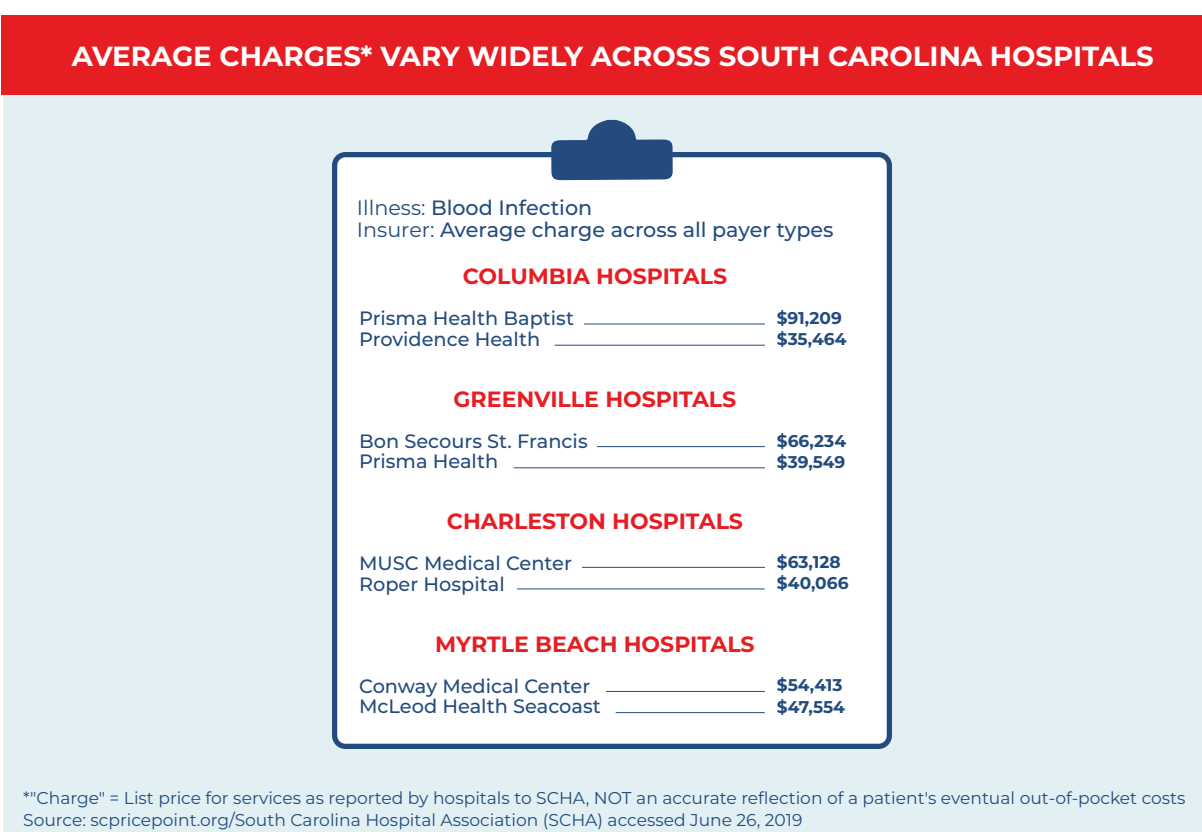 AVERAGE CHARGES* VARY WIDELY ACROSS SOUTH CAROLINA HOSPITALS
Illness: Blood Infection
Insurer: Average charge across all payer types
COLUMBIA HOSPITALS
Prisma Health Baptist $91,209
Providence Health $35,464
GREENVILLE HOSPITALS
Bon Secours St. Francis $66,234
Prisma Health $39,549
CHARLESTON HOSPITALS
MUSC Medical Center $63,128
Roper Hospital $40,066
MYRTLE BEACH HOSPITALS
Conway Medical Center $54,413
McLeod Health Seacoast $47,554
*"Charge" = List price for services as reported by hospitals to SCHA, NOT an accurate reflection of a patient's eventual out-of-pocket costs
Source: scpricepoint.org/South Carolina Hospital Association (SCHA) accessed June 26, 2019